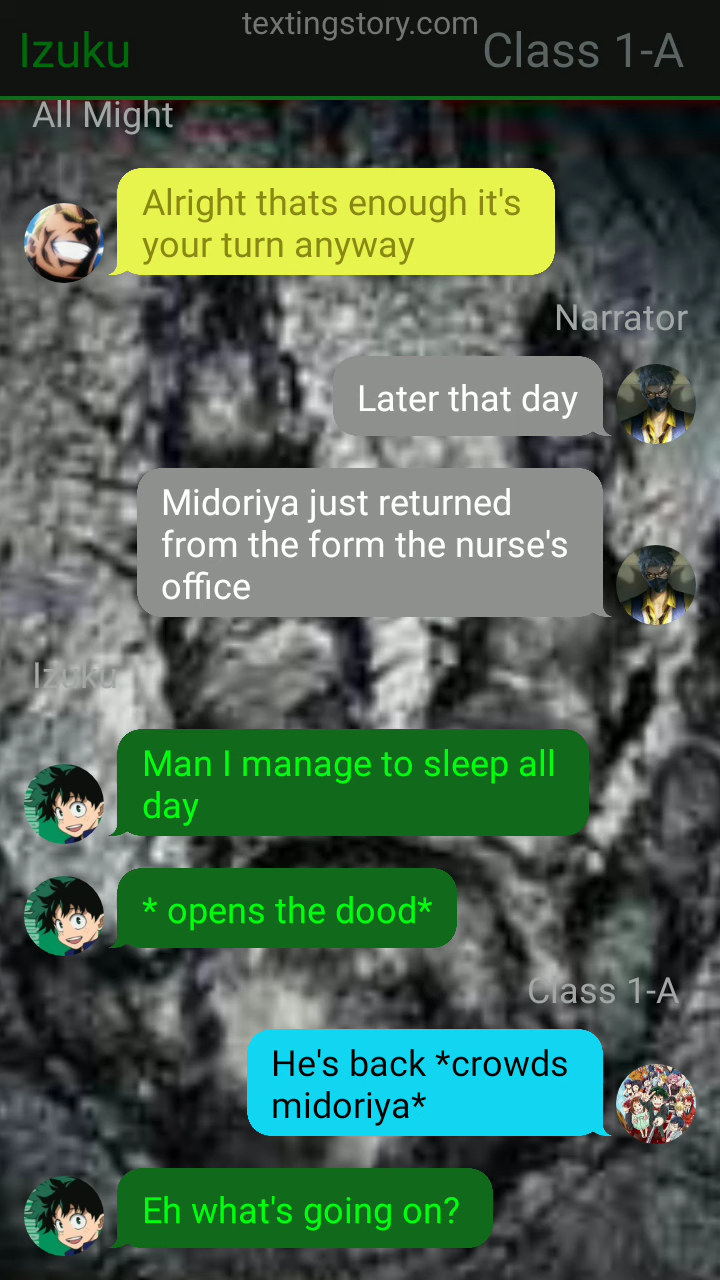 textingstory.com
Izuku
Class 1-A
All Might
Alright thats enough it's
your turn anyway
Narrator
Later that day
Midoriya just returned
from the form the nurse's
office
Izuku
Man I manage to sleep all
day
* opens the dood*
Class 1-A
He's back *crowds
midoriya*
Eh what's going on?